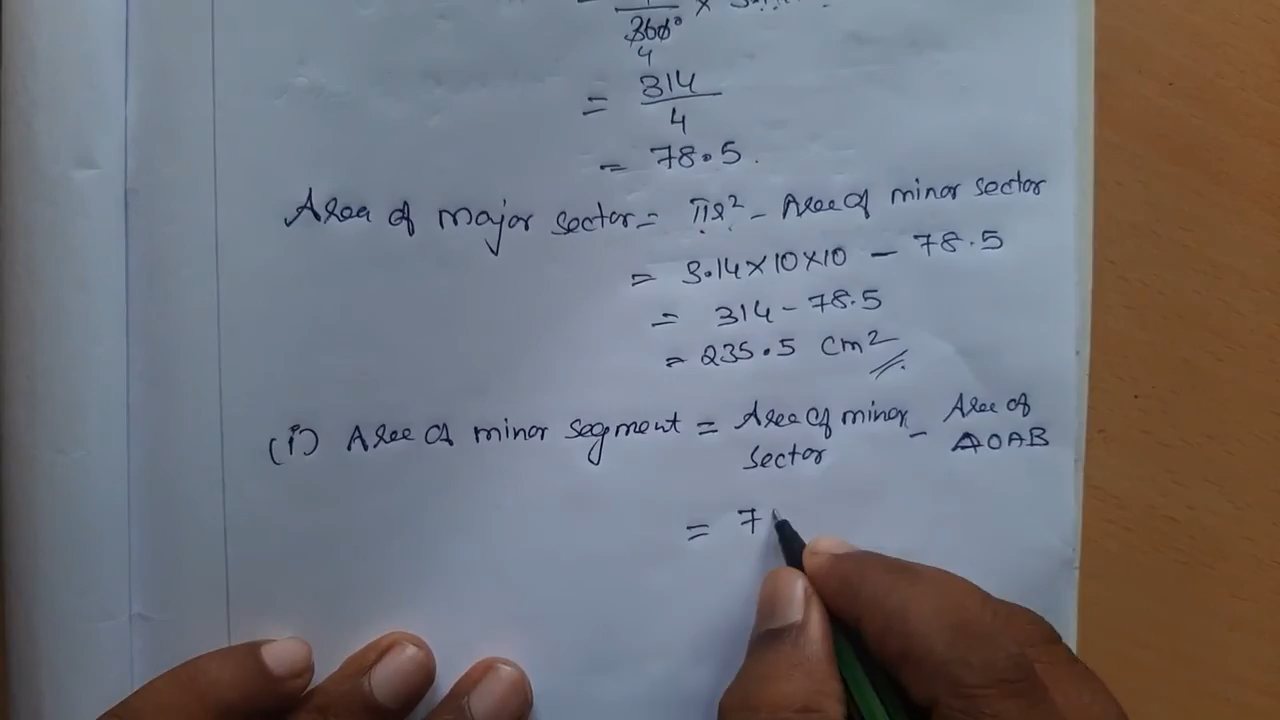 360°
4
= 314
4
= 78.5
Area of major sector = πr² - Area of minor sector
= 3.14×10×10 - 78.5
= 314 - 78.5
= 235.5 cm²
(i) Area of minor segment = Area of minor - Area of
sector ΔOAB
= 7